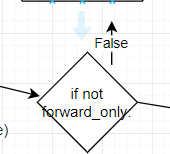 False
if not
forward_only:
e)